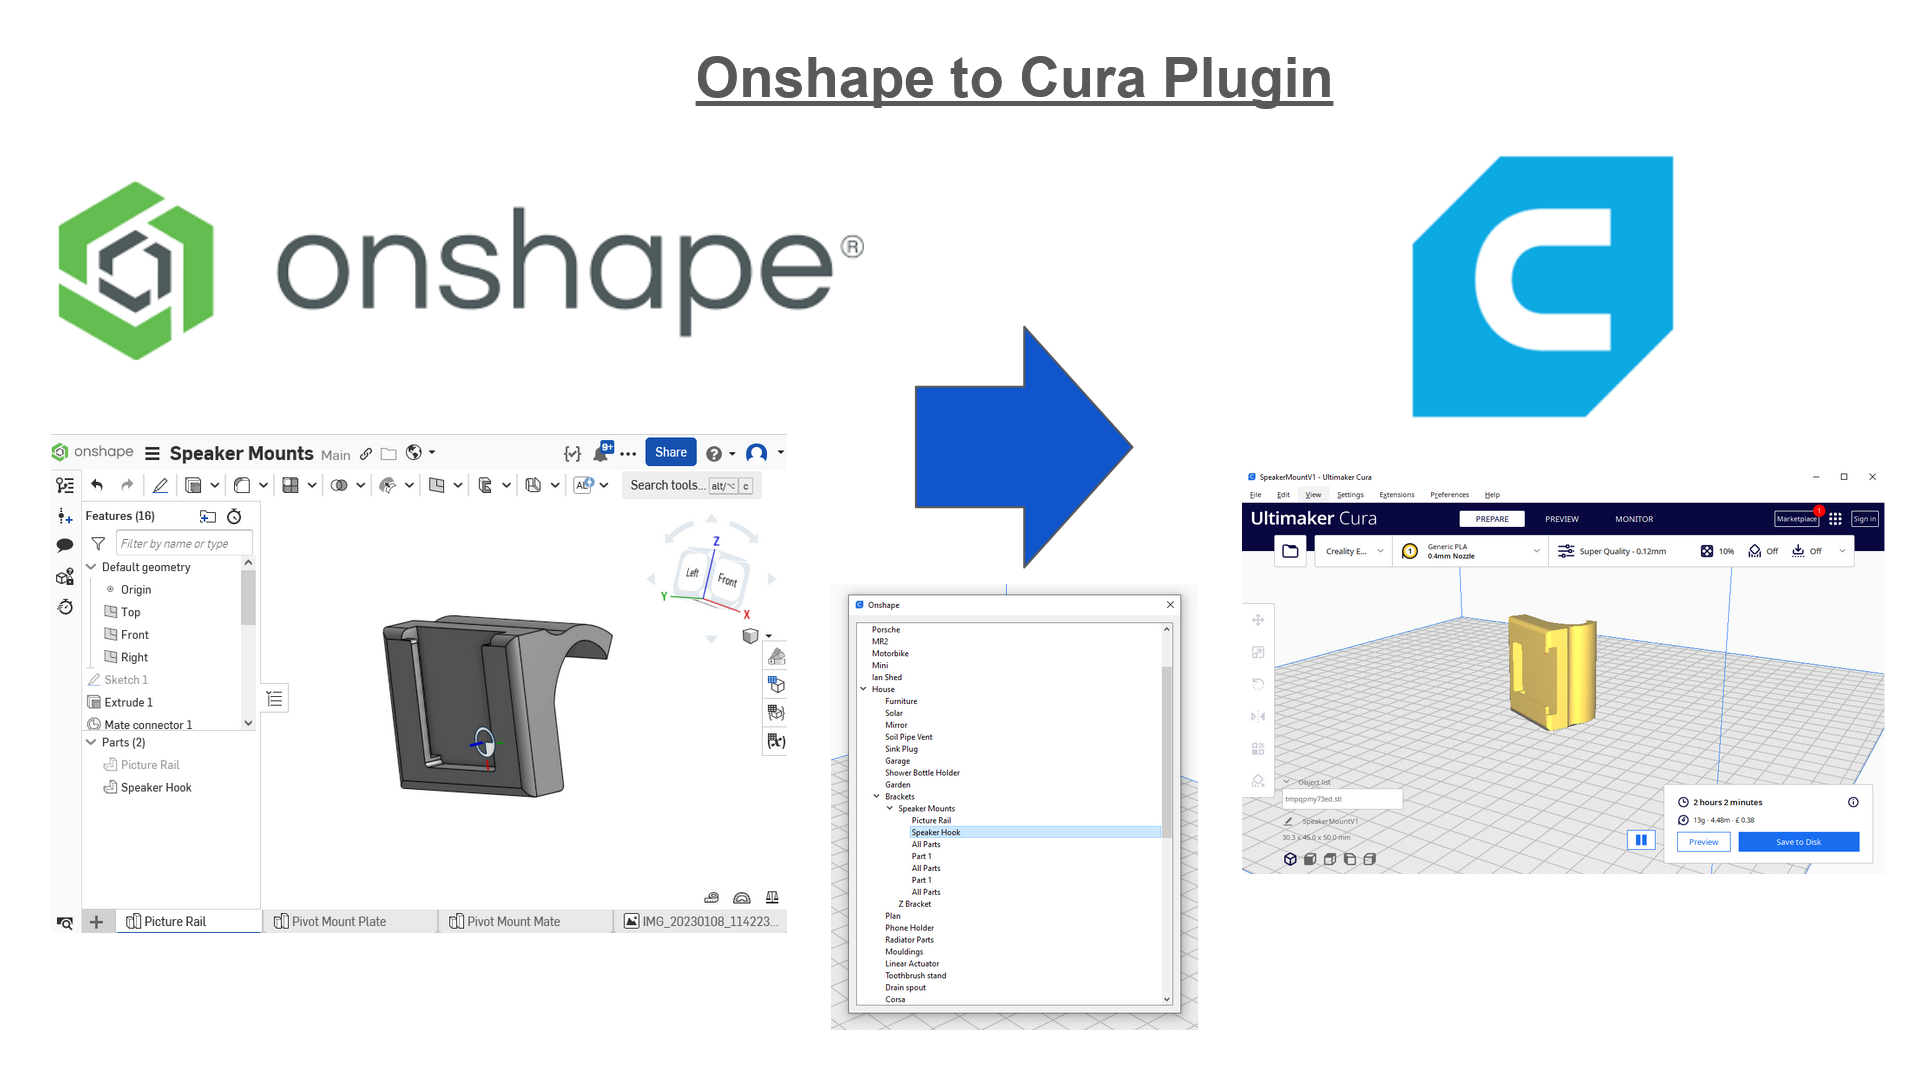 Onshape to Cura Plugin
onshape®
onshape
Speaker Mounts Main
9+
Share
Search tools... alt/⌥ c
Features (16)
Filter by name or type
Default geometry
Origin
Top
Front
Right
Sketch 1
Extrude 1
Mate connector 1
Parts (2)
Picture Rail
Speaker Hook
Z
Left
Front
Y
X
Picture Rail
Pivot Mount Plate
Pivot Mount Mate
IMG_20230108_114223...
Onshape
Porsche
MR2
Motorbike
Mini
Ian Shed
House
Furniture
Solar
Mirror
Soil Pipe Vent
Sink Plug
Garage
Shower Bottle Holder
Garden
Brackets
Speaker Mounts
Picture Rail
Speaker Hook
All Parts
Part 1
All Parts
Part 1
All Parts
Z Bracket
Plan
Phone Holder
Radiator Parts
Mouldings
Linear Actuator
Toothbrush stand
Drain spout
Corsa
SpeakerMountV1 - Ultimaker Cura
File Edit View Settings Extensions Preferences Help
Ultimaker Cura
PREPARE
PREVIEW
MONITOR
Marketplace
1
Sign in
Creality E...
1
Generic PLA
0.4mm Nozzle
Super Quality - 0.12mm
10%
Off
Off
Object list
tmpqpmy73ed.stl
SpeakerMountV1
30.3 x 45.0 x 50.0 mm
2 hours 2 minutes
13g · 4.48m · £ 0.38
Preview
Save to Disk